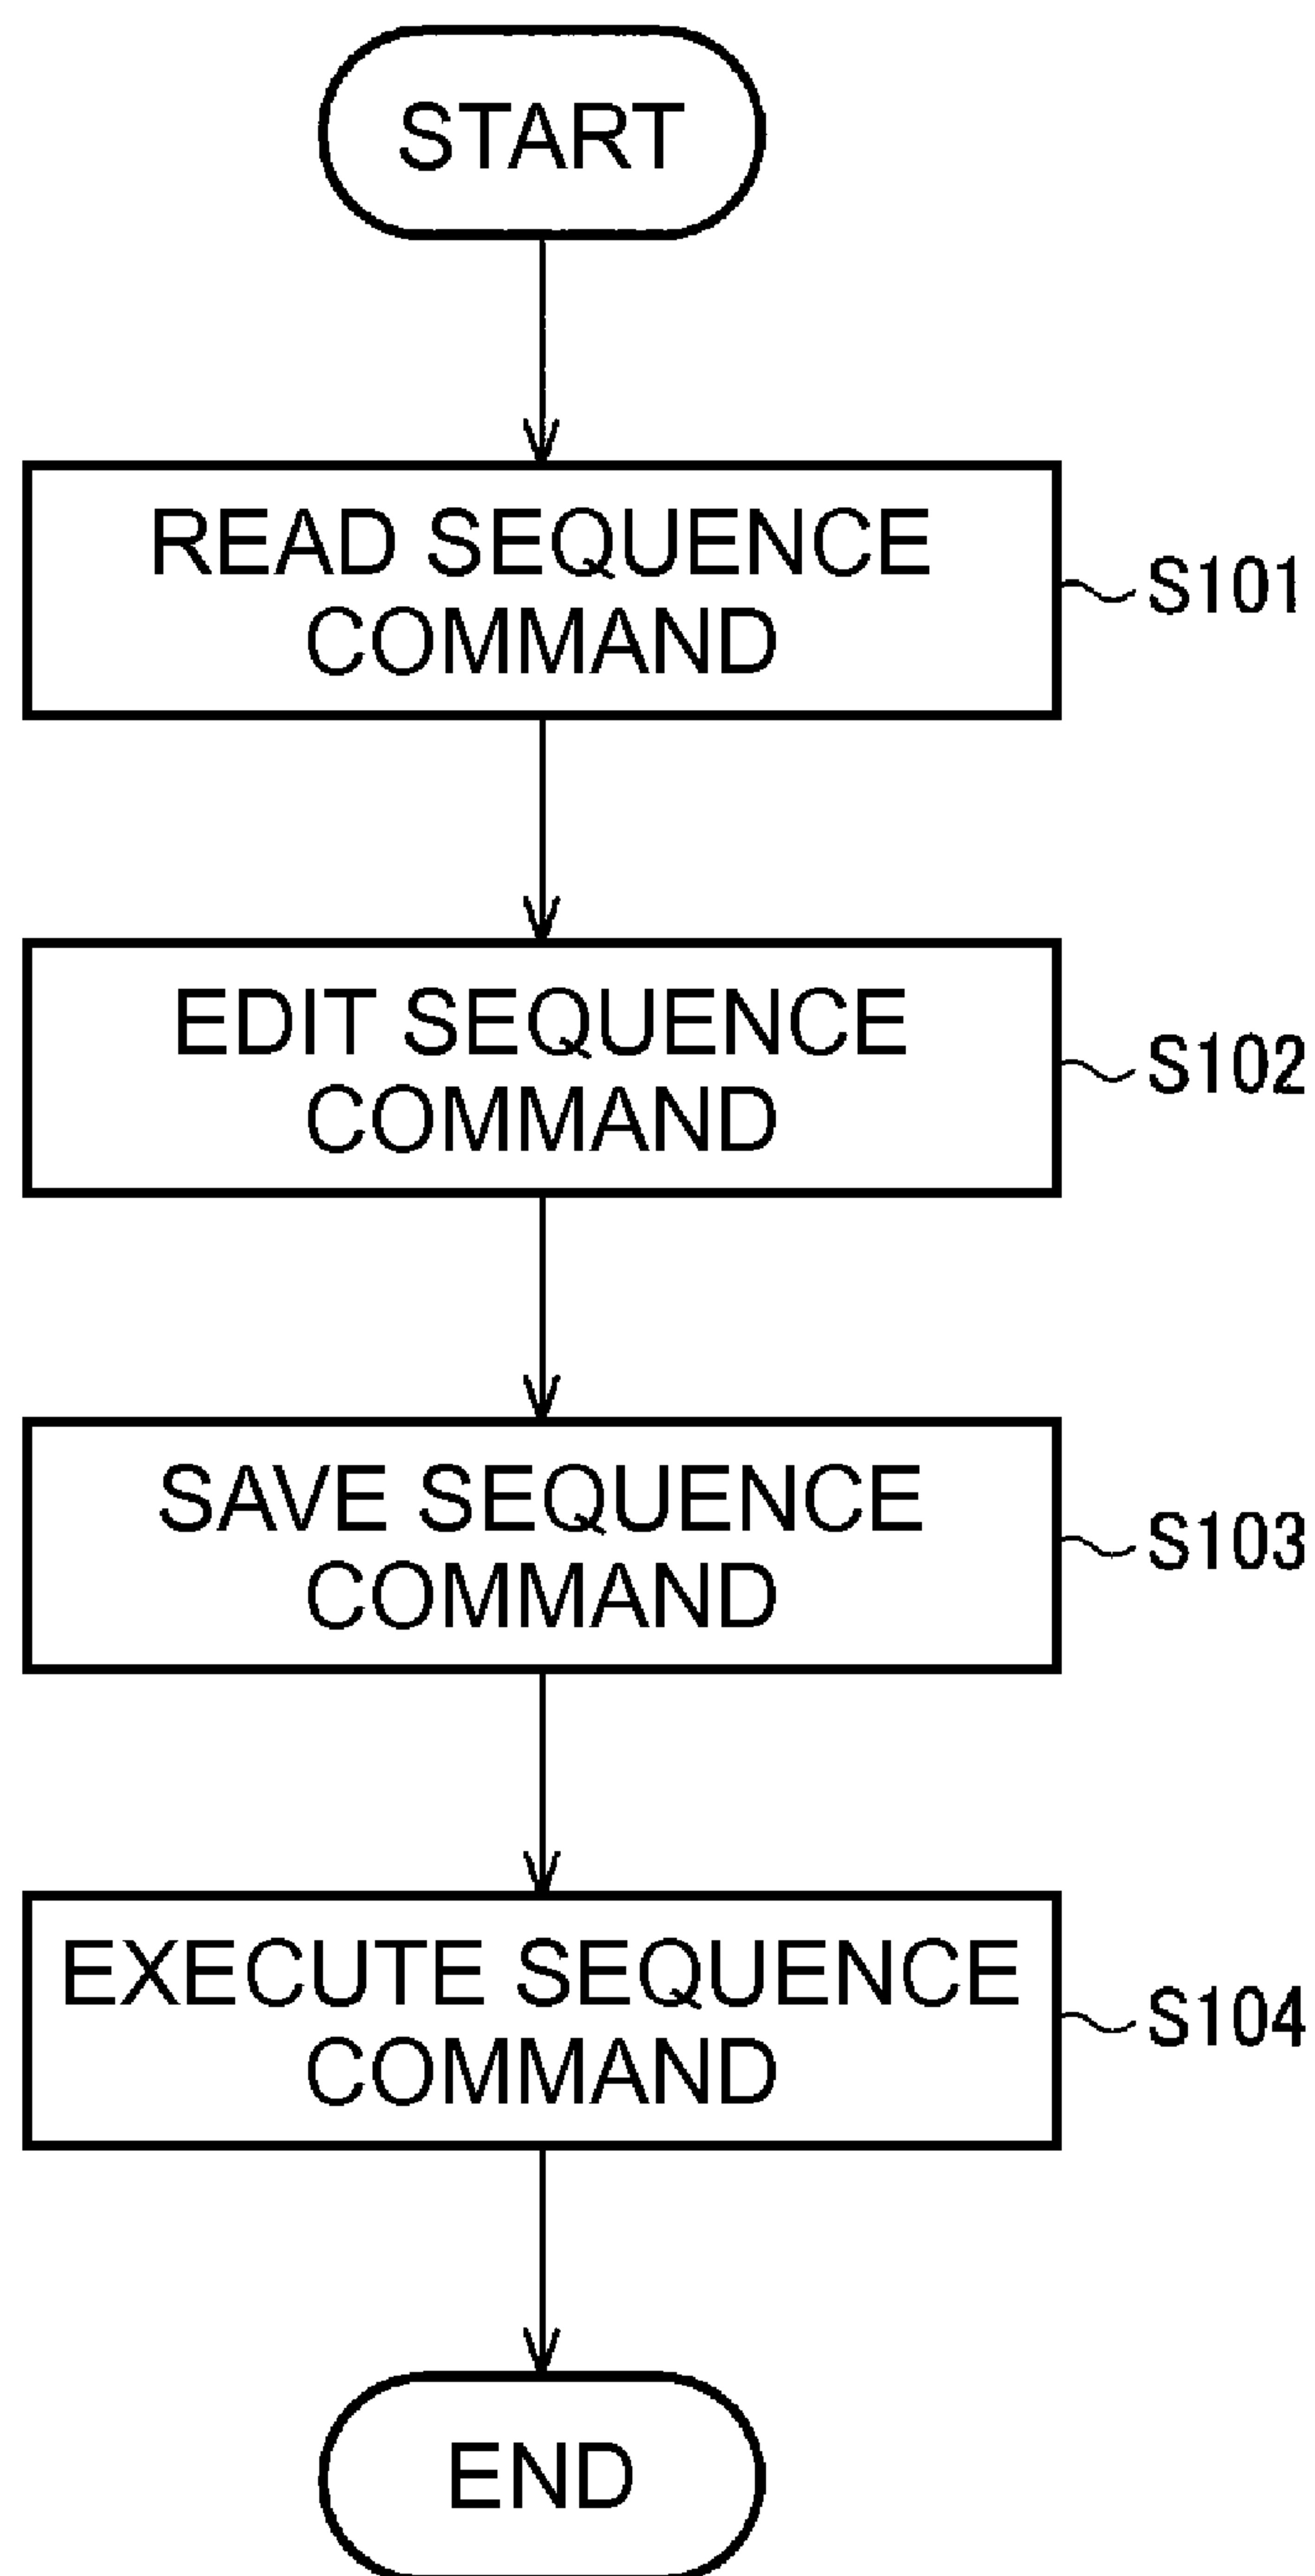 START
READ SEQUENCE
COMMAND
S101
EDIT SEQUENCE
COMMAND
S102
SAVE SEQUENCE
COMMAND
S103
EXECUTE SEQUENCE
COMMAND
S104
END